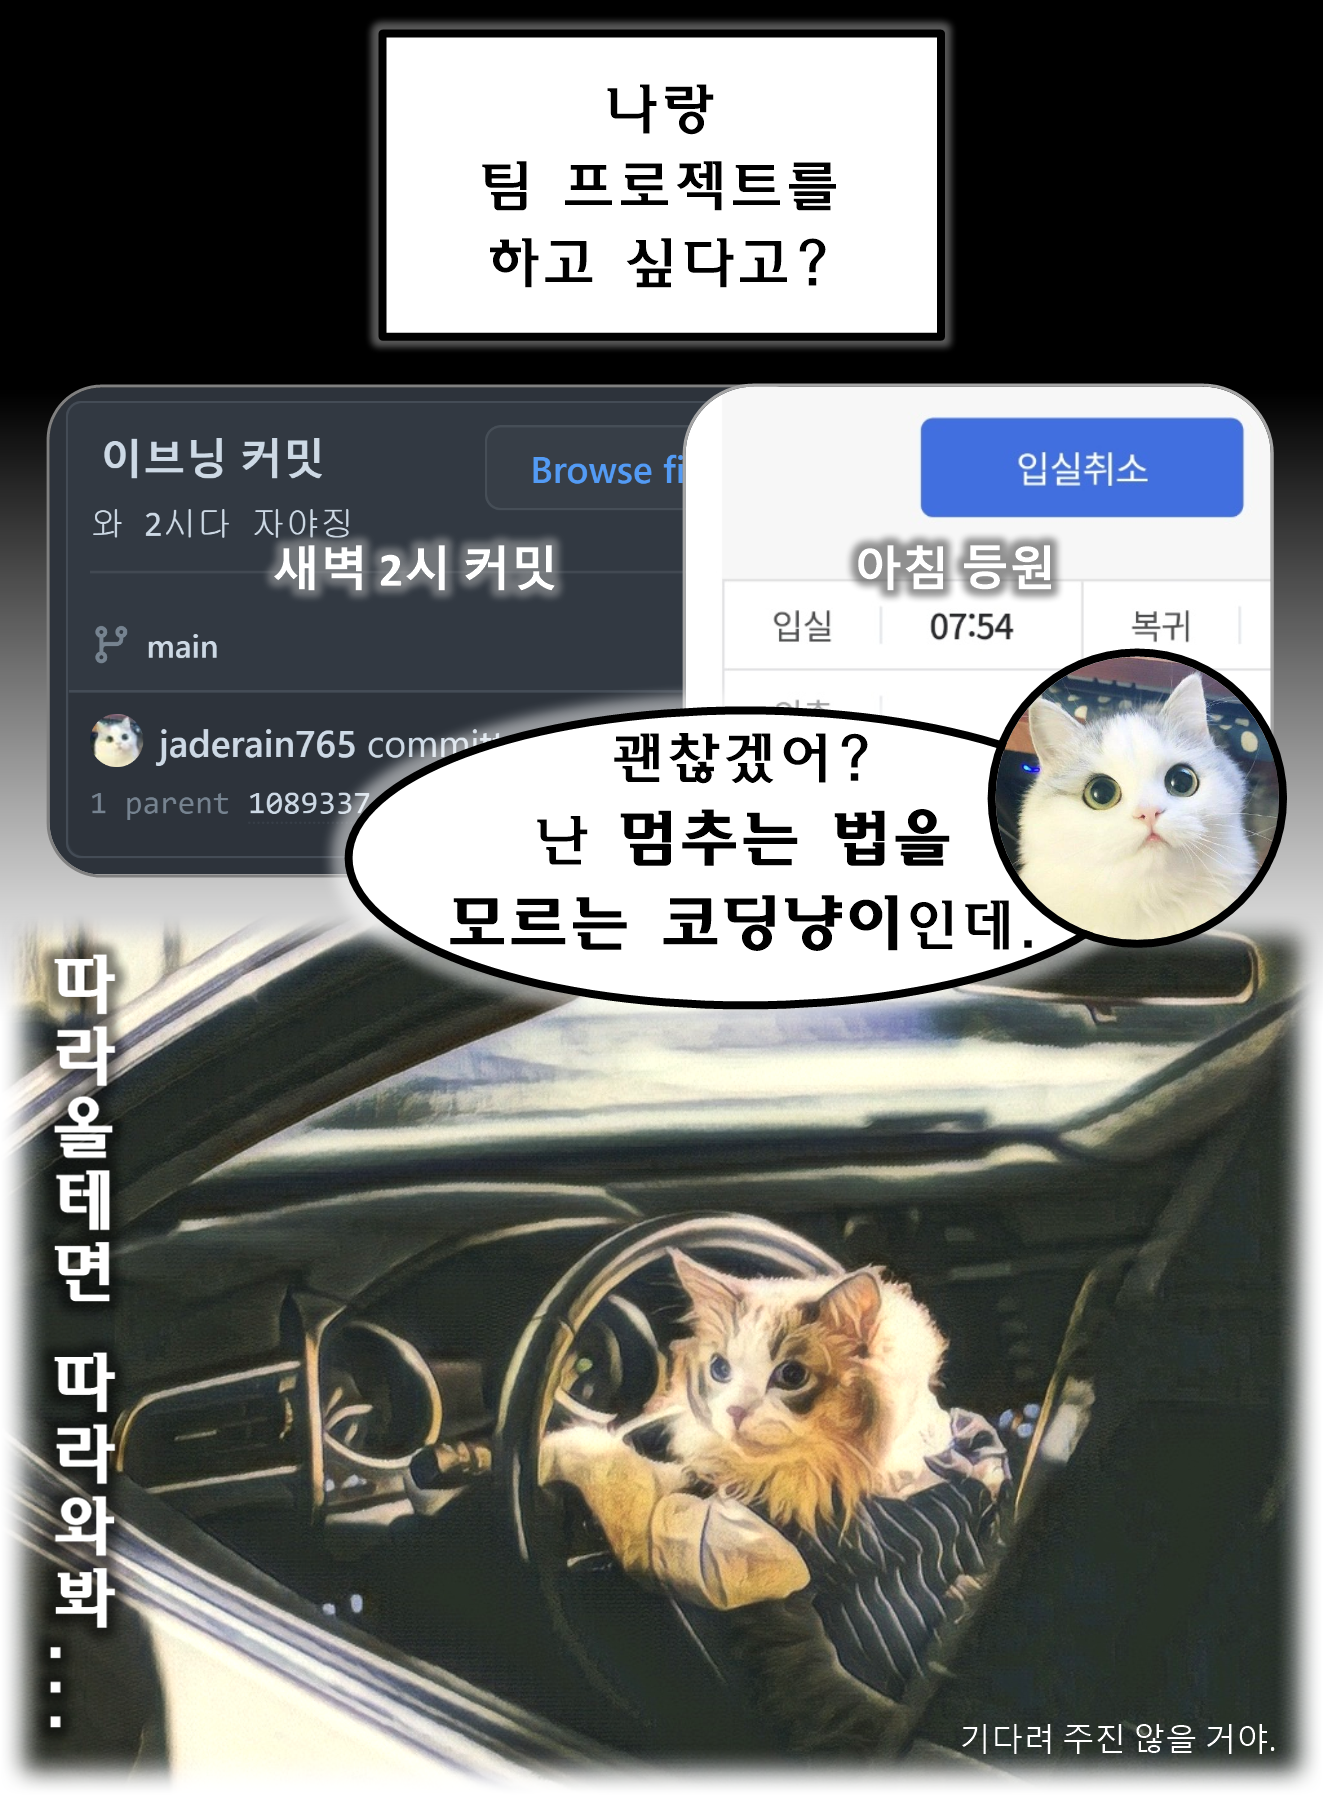 나랑
팀 프로젝트를
하고 싶다고?
이브닝 커밋
Browse fi
와 2시다 자야징
새벽 2시 커밋
main
jaderain765 committ
1 parent 1089337
입실취소
아침 등원
입실
07:54
복귀
괜찮겠어?
난 멈추는 법을
모르는 코딩냥이인데.
따라올테면 따라와봐...
기다려 주진 않을 거야.